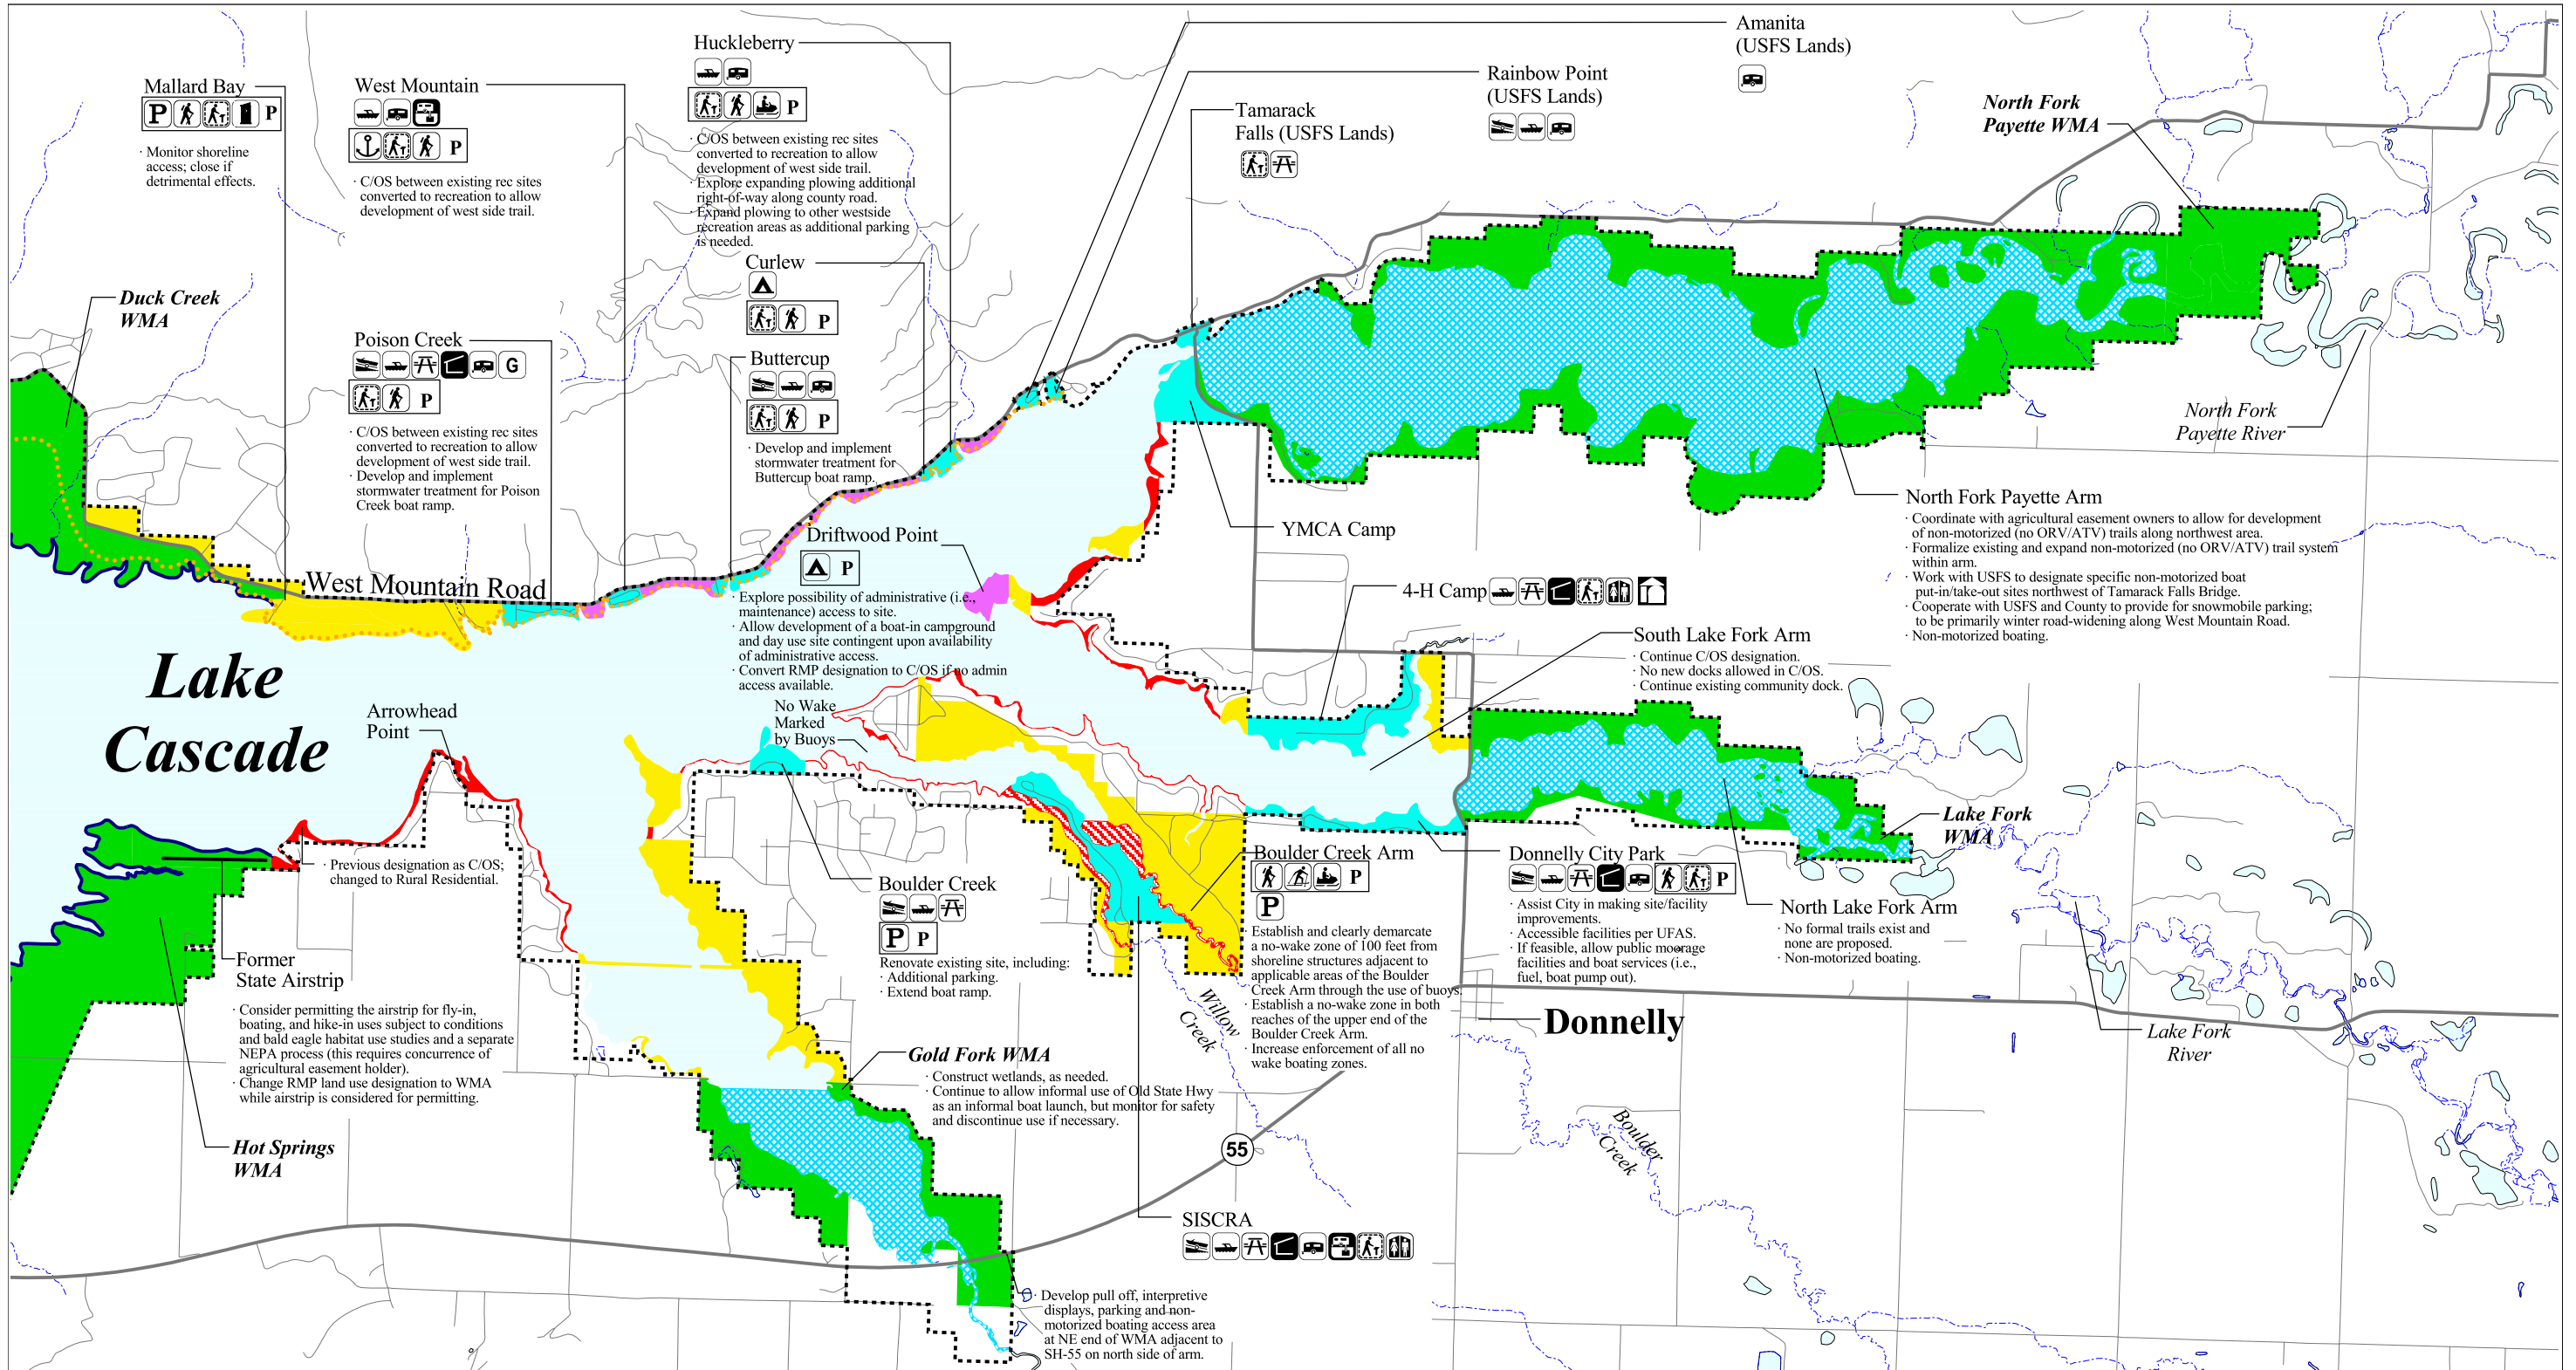 Mallard Bay
P P
· Monitor shoreline
access; close if
detrimental effects.
West Mountain
P
· C/OS between existing rec sites
converted to recreation to allow
development of west side trail.
Huckleberry
P
· C/OS between existing rec sites
converted to recreation to allow
development of west side trail.
· Explore expanding plowing additional
right-of-way along county road.
· Expand plowing to other westside
recreation areas as additional parking
is needed.
Amanita
(USFS Lands)
Rainbow Point
(USFS Lands)
Tamarack
Falls (USFS Lands)
North Fork
Payette WMA
Curlew
P
Duck Creek
WMA
Poison Creek
G
P
· C/OS between existing rec sites
converted to recreation to allow
development of west side trail.
· Develop and implement
stormwater treatment for Poison
Creek boat ramp.
Buttercup
P
· Develop and implement
stormwater treatment for
Buttercup boat ramp.
North Fork
Payette River
North Fork Payette Arm
· Coordinate with agricultural easement owners to allow for development
of non-motorized (no ORV/ATV) trails along northwest area.
· Formalize existing and expand non-motorized (no ORV/ATV) trail system
within arm.
· Work with USFS to designate specific non-motorized boat
put-in/take-out sites northwest of Tamarack Falls Bridge.
· Cooperate with USFS and County to provide for snowmobile parking;
to be primarily winter road-widening along West Mountain Road.
· Non-motorized boating.
YMCA Camp
Driftwood Point
P
· Explore possibility of administrative (i.e.,
maintenance) access to site.
· Allow development of a boat-in campground
and day use site contingent upon availability
of administrative access.
· Convert RMP designation to C/OS if no admin
access available.
West Mountain Road
4-H Camp
South Lake Fork Arm
· Continue C/OS designation.
· No new docks allowed in C/OS.
· Continue existing community dock.
Lake
Cascade
Arrowhead
Point
No Wake
Marked
by Buoys
Lake Fork
WMA
· Previous designation as C/OS;
changed to Rural Residential.
Boulder Creek
P P
Renovate existing site, including:
· Additional parking.
· Extend boat ramp.
Boulder Creek Arm
P
P
· Establish and clearly demarcate
a no-wake zone of 100 feet from
shoreline structures adjacent to
applicable areas of the Boulder
Creek Arm through the use of buoys.
· Establish a no-wake zone in both
reaches of the upper end of the
Boulder Creek Arm.
· Increase enforcement of all no
wake boating zones.
Donnelly City Park
P
· Assist City in making site/facility
improvements.
· Accessible facilities per UFAS.
· If feasible, allow public moorage
facilities and boat services (i.e.,
fuel, boat pump out).
North Lake Fork Arm
· No formal trails exist and
none are proposed.
· Non-motorized boating.
Former
State Airstrip
· Consider permitting the airstrip for fly-in,
boating, and hike-in uses subject to conditions
and bald eagle habitat use studies and a separate
NEPA process (this requires concurrence of
agricultural easement holder).
· Change RMP land use designation to WMA
while airstrip is considered for permitting.
Willow
Creek
Donnelly
Lake Fork
River
Gold Fork WMA
· Construct wetlands, as needed.
· Continue to allow informal use of Old State Hwy
as an informal boat launch, but monitor for safety
and discontinue use if necessary.
Hot Springs
WMA
55
Boulder
Creek
SISCRA
· Develop pull off, interpretive
displays, parking and non-
motorized boating access area
at NE end of WMA adjacent to
SH-55 on north side of arm.